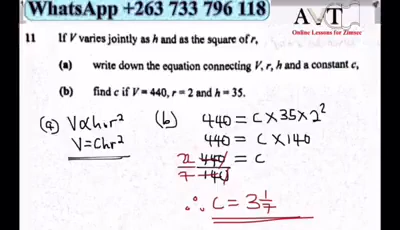 WhatsApp +263 733 796 118
AVT
Online Lessons for Zimsec
11 If V varies jointly as h and as the square of r,
(a) write down the equation connecting V, r, h and a constant c,
(b) find c if V = 440, r = 2 and h = 35.
(a) V∝hr²
V=Chr²
(b) 440 = C×35×2²
440 = C×140
22/7 440/140 = C
∴ C = 3 1/7